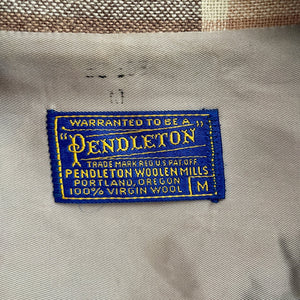 WARRANTED TO BE A
"PENDLETON"
TRADE MARK REG U.S. PAT. OFF.
PENDLETON WOOLEN MILLS
PORTLAND, OREGON
100% VIRGIN WOOL M